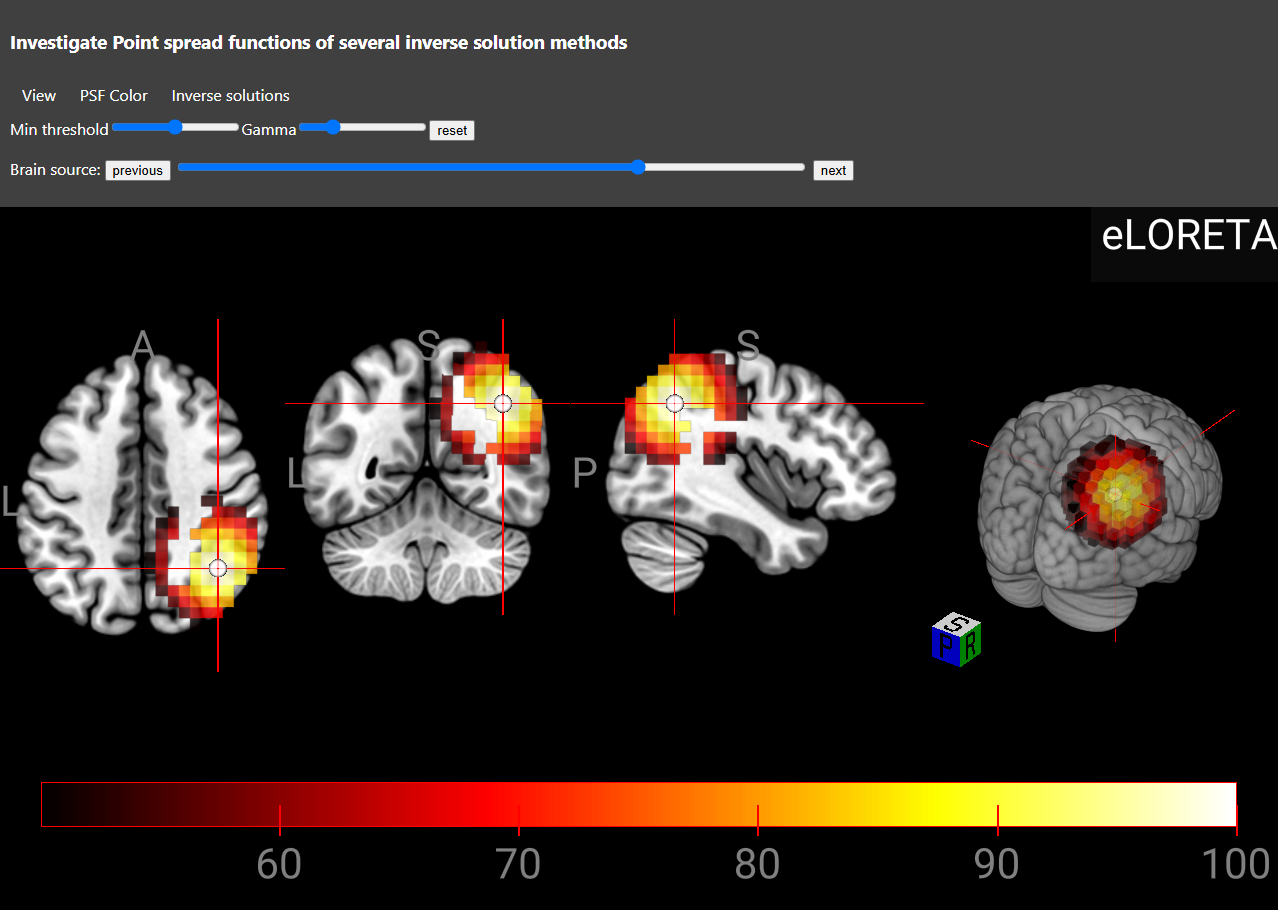 Investigate Point spread functions of several inverse solution methods
View PSF Color Inverse solutions
Min threshold Gamma reset
Brain source: previous next
eLORETA
A S S
L L P
S
P R
60 70 80 90 100